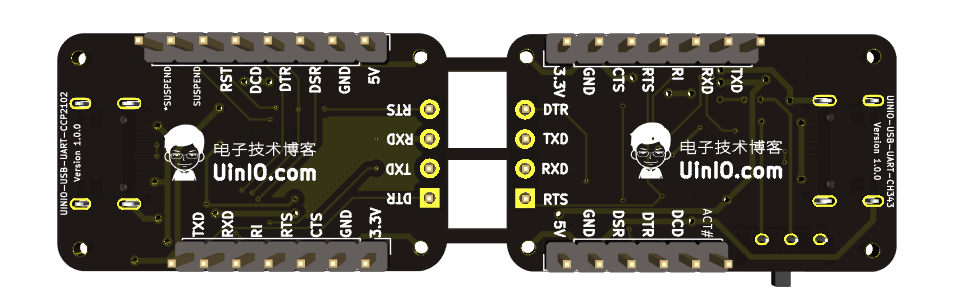 *SUSPEND
SUSPEND
RST
DCD
DTR
DSR
GND
5V
RTS
RXD
TXD
DTR
UINIO-USB-UART-CCP2102
Version 1.0.0
电子技术博客
UinIO.com
TXD
RXD
RI
RTS
CTS
GND
3.3V
3.3V
GND
CTS
RTS
RI
RXD
TXD
DTR
TXD
RXD
RTS
电子技术博客
UinIO.com
UINIO-USB-UART-CH343
Version 1.0.0
5V
GND
DSR
DTR
DCD
ACT#